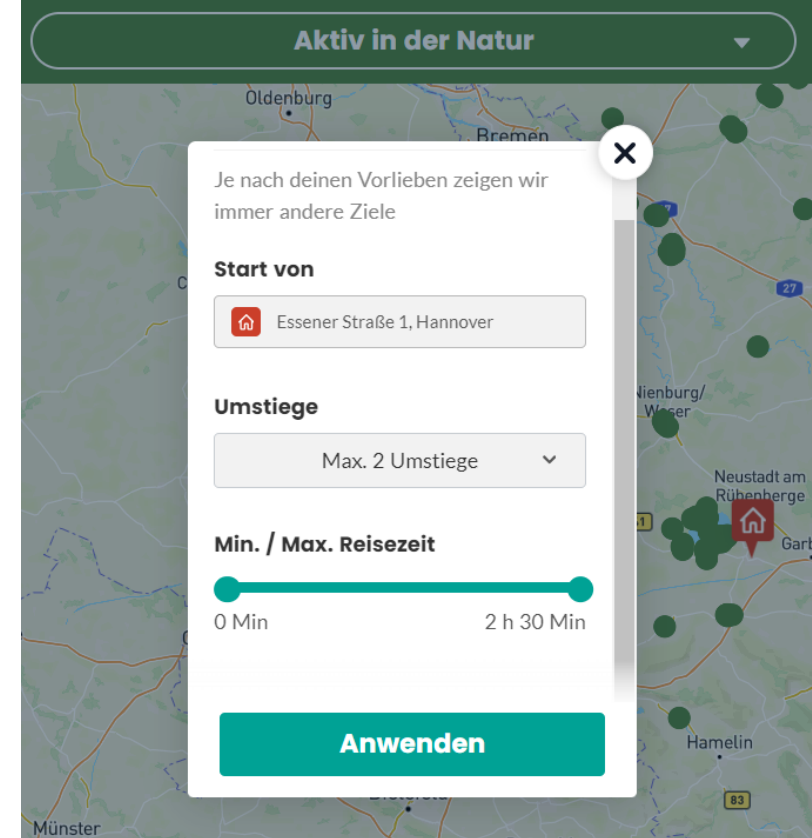 Aktiv in der Natur
Oldenburg
Bremen
Je nach deinen Vorlieben zeigen wir
immer andere Ziele
Start von
27
Essener Straße 1, Hannover
Nienburg/
Weser
Umstiege
Max. 2 Umstiege
Neustadt am
Rübenberge
Min. / Max. Reisezeit
0 Min
2 h 30 Min
Anwenden
Hamelin
83
Münster